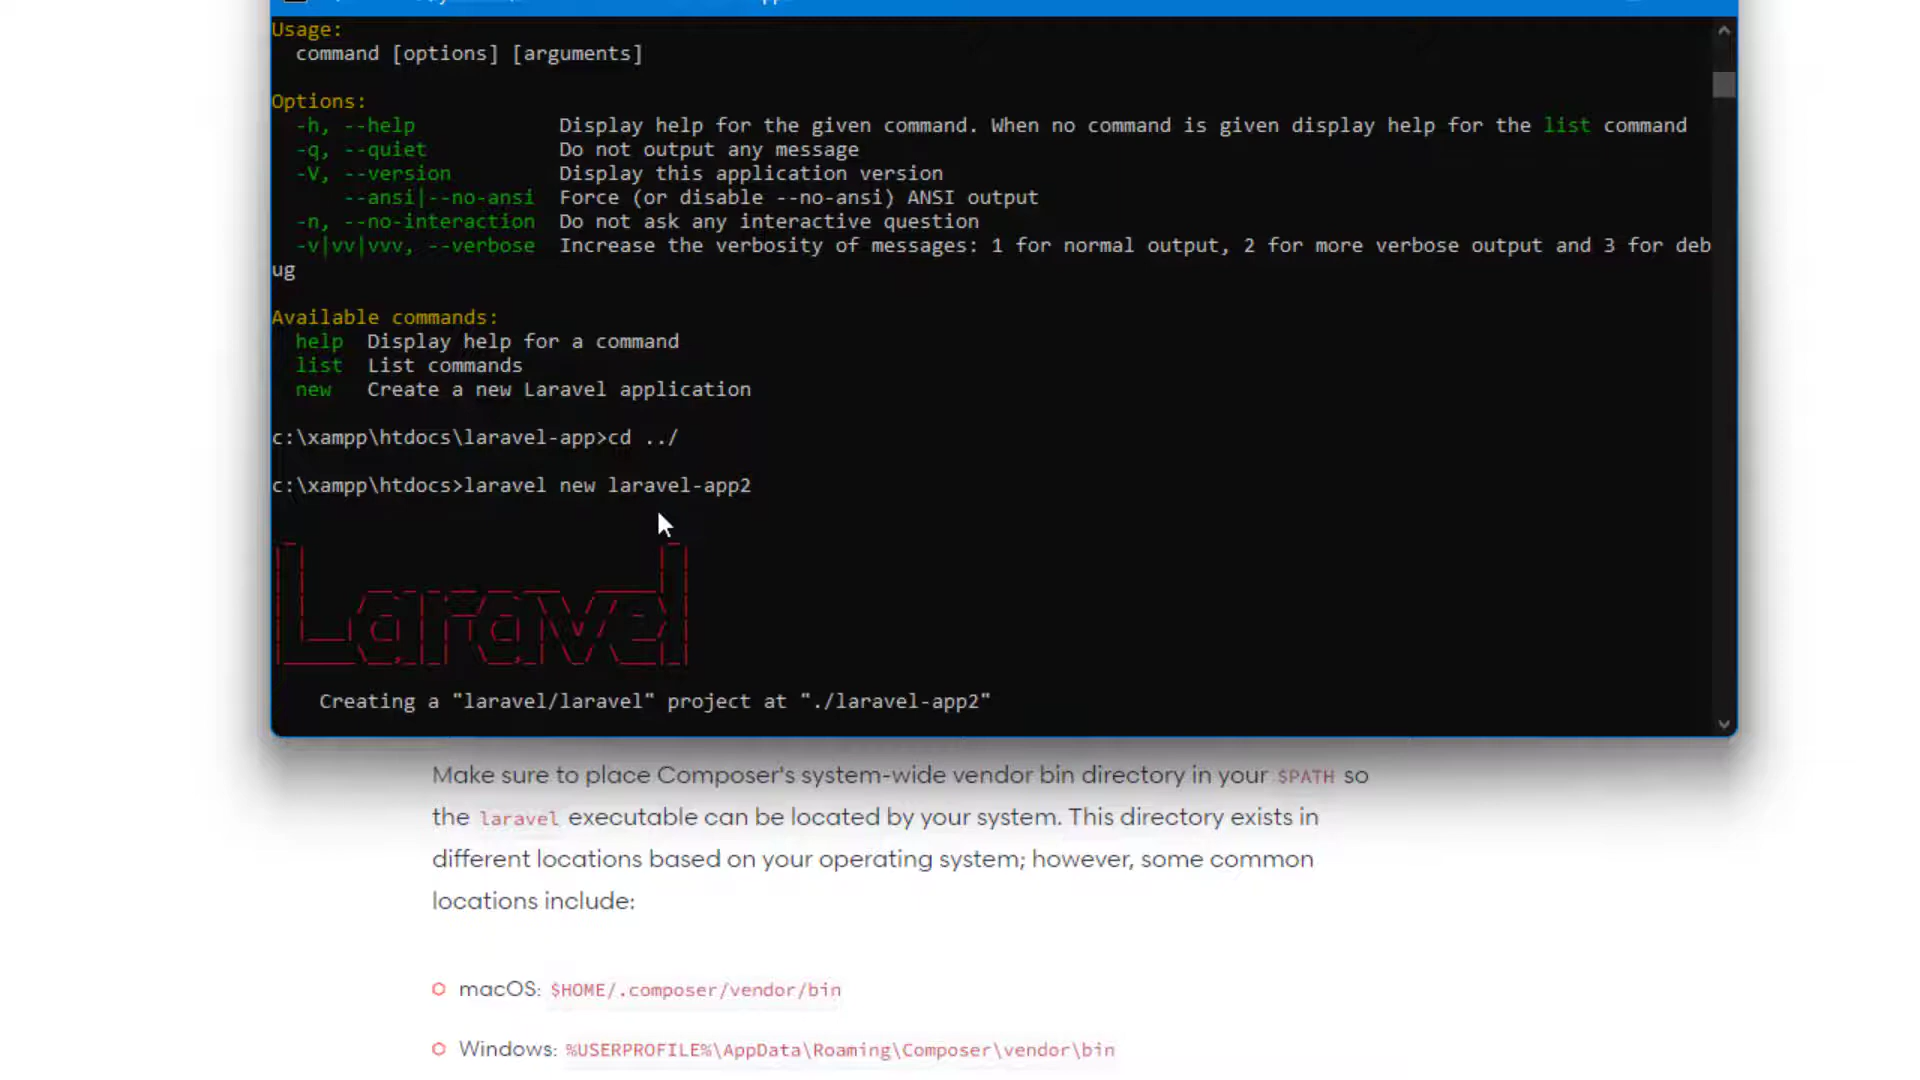 Usage:
command [options] [arguments]
Options:
-h, --help Display help for the given command. When no command is given display help for the list command
-q, --quiet Do not output any message
-V, --version Display this application version
--ansi|--no-ansi Force (or disable --no-ansi) ANSI output
-n, --no-interaction Do not ask any interactive question
-v|vv|vvv, --verbose Increase the verbosity of messages: 1 for normal output, 2 for more verbose output and 3 for deb
ug
Available commands:
help Display help for a command
list List commands
new Create a new Laravel application
c:\xampp\htdocs\laravel-app>cd ../
c:\xampp\htdocs>laravel new laravel-app2
Laravel
Creating a "laravel/laravel" project at "./laravel-app2"
Make sure to place Composer's system-wide vendor bin directory in your $PATH so
the laravel executable can be located by your system. This directory exists in
different locations based on your operating system; however, some common
locations include:
macOS: $HOME/.composer/vendor/bin
Windows: %USERPROFILE%\AppData\Roaming\Composer\vendor\bin